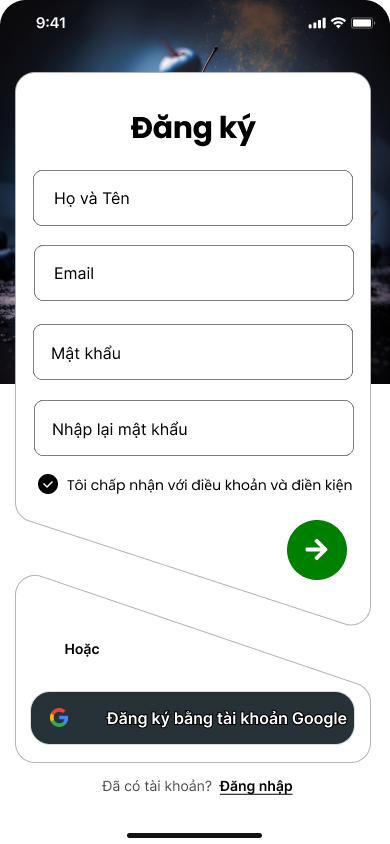 9:41
Đăng ký
Họ và Tên
Email
Mật khẩu
Nhập lại mật khẩu
Tôi chấp nhận với điều khoản và điền kiện
Hoặc
Đăng ký bằng tài khoản Google
Đã có tài khoản? Đăng nhập